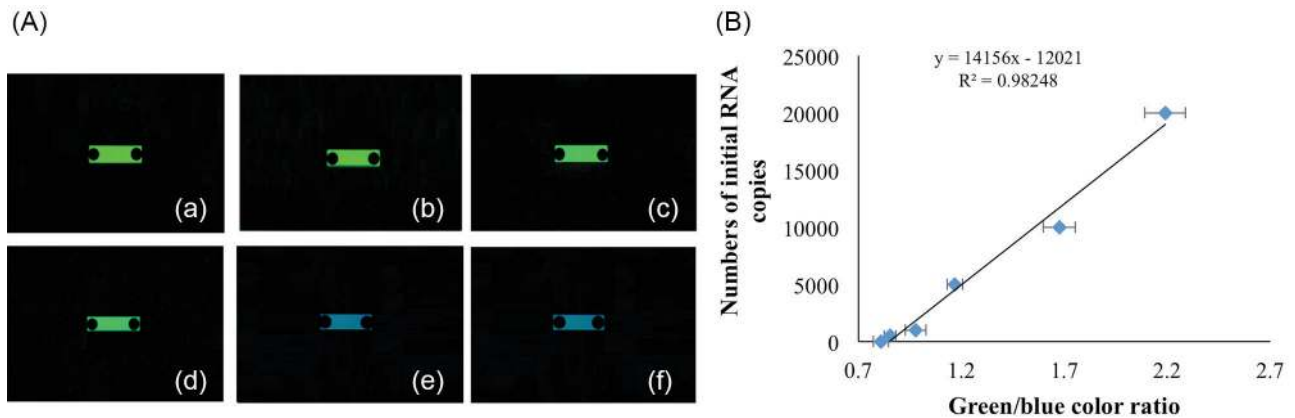 (A)
(a)
(b)
(c)
(d)
(e)
(f)
(B)
y = 14156x - 12021
R² = 0.98248
Numbers of initial RNA
copies
25000
20000
15000
10000
5000
0
0.7 1.2 1.7 2.2 2.7
Green/blue color ratio